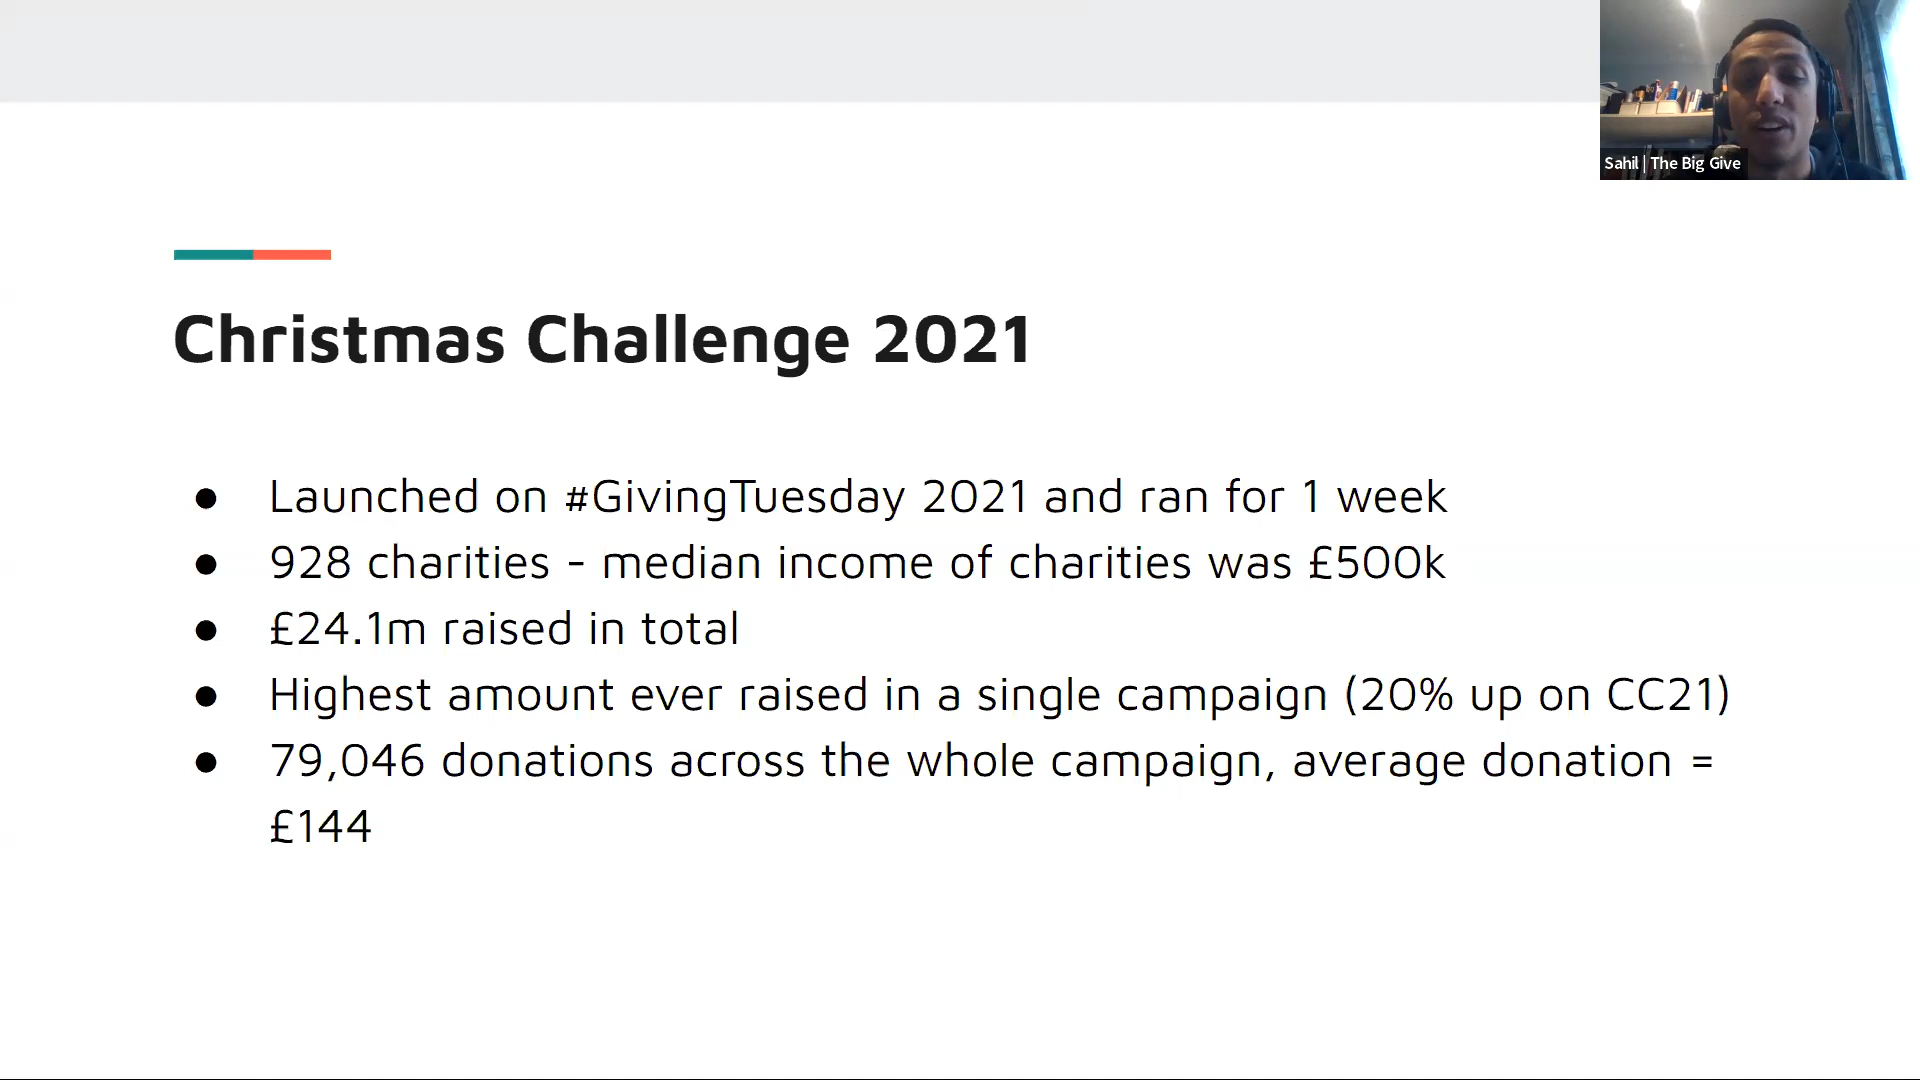 Sahil | The Big Give
Christmas Challenge 2021
● Launched on #GivingTuesday 2021 and ran for 1 week
● 928 charities - median income of charities was £500k
● £24.1m raised in total
● Highest amount ever raised in a single campaign (20% up on CC21)
● 79,046 donations across the whole campaign, average donation =
£144